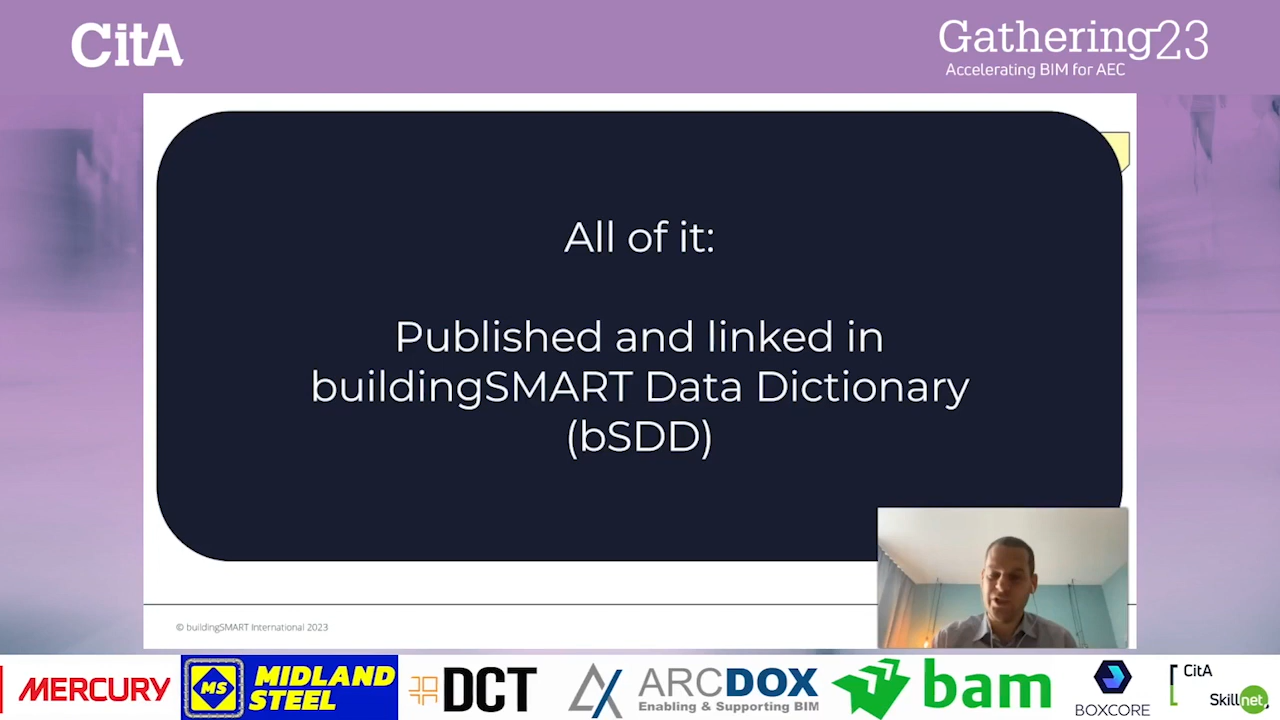 CitA
Gathering23
Accelerating BIM for AEC
All of it:
Published and linked in
buildingSMART Data Dictionary
(bSDD)
© buildingSMART International 2023
MERCURY
MS
MIDLAND
STEEL
DCT
ARCDOX
Enabling & Supporting BIM
bam
BOXCORE
CitA
Skillnet